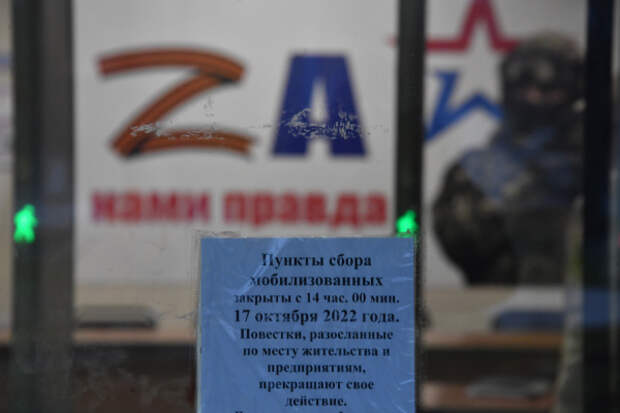 ZA
нами правда
Пункты сбора
мобилизованных
закрыты с 14 час. 00 мин.
17 октября 2022 года.
Повестки, разосланные
по месту жительства и
предприятиям,
прекращают свое
действие.